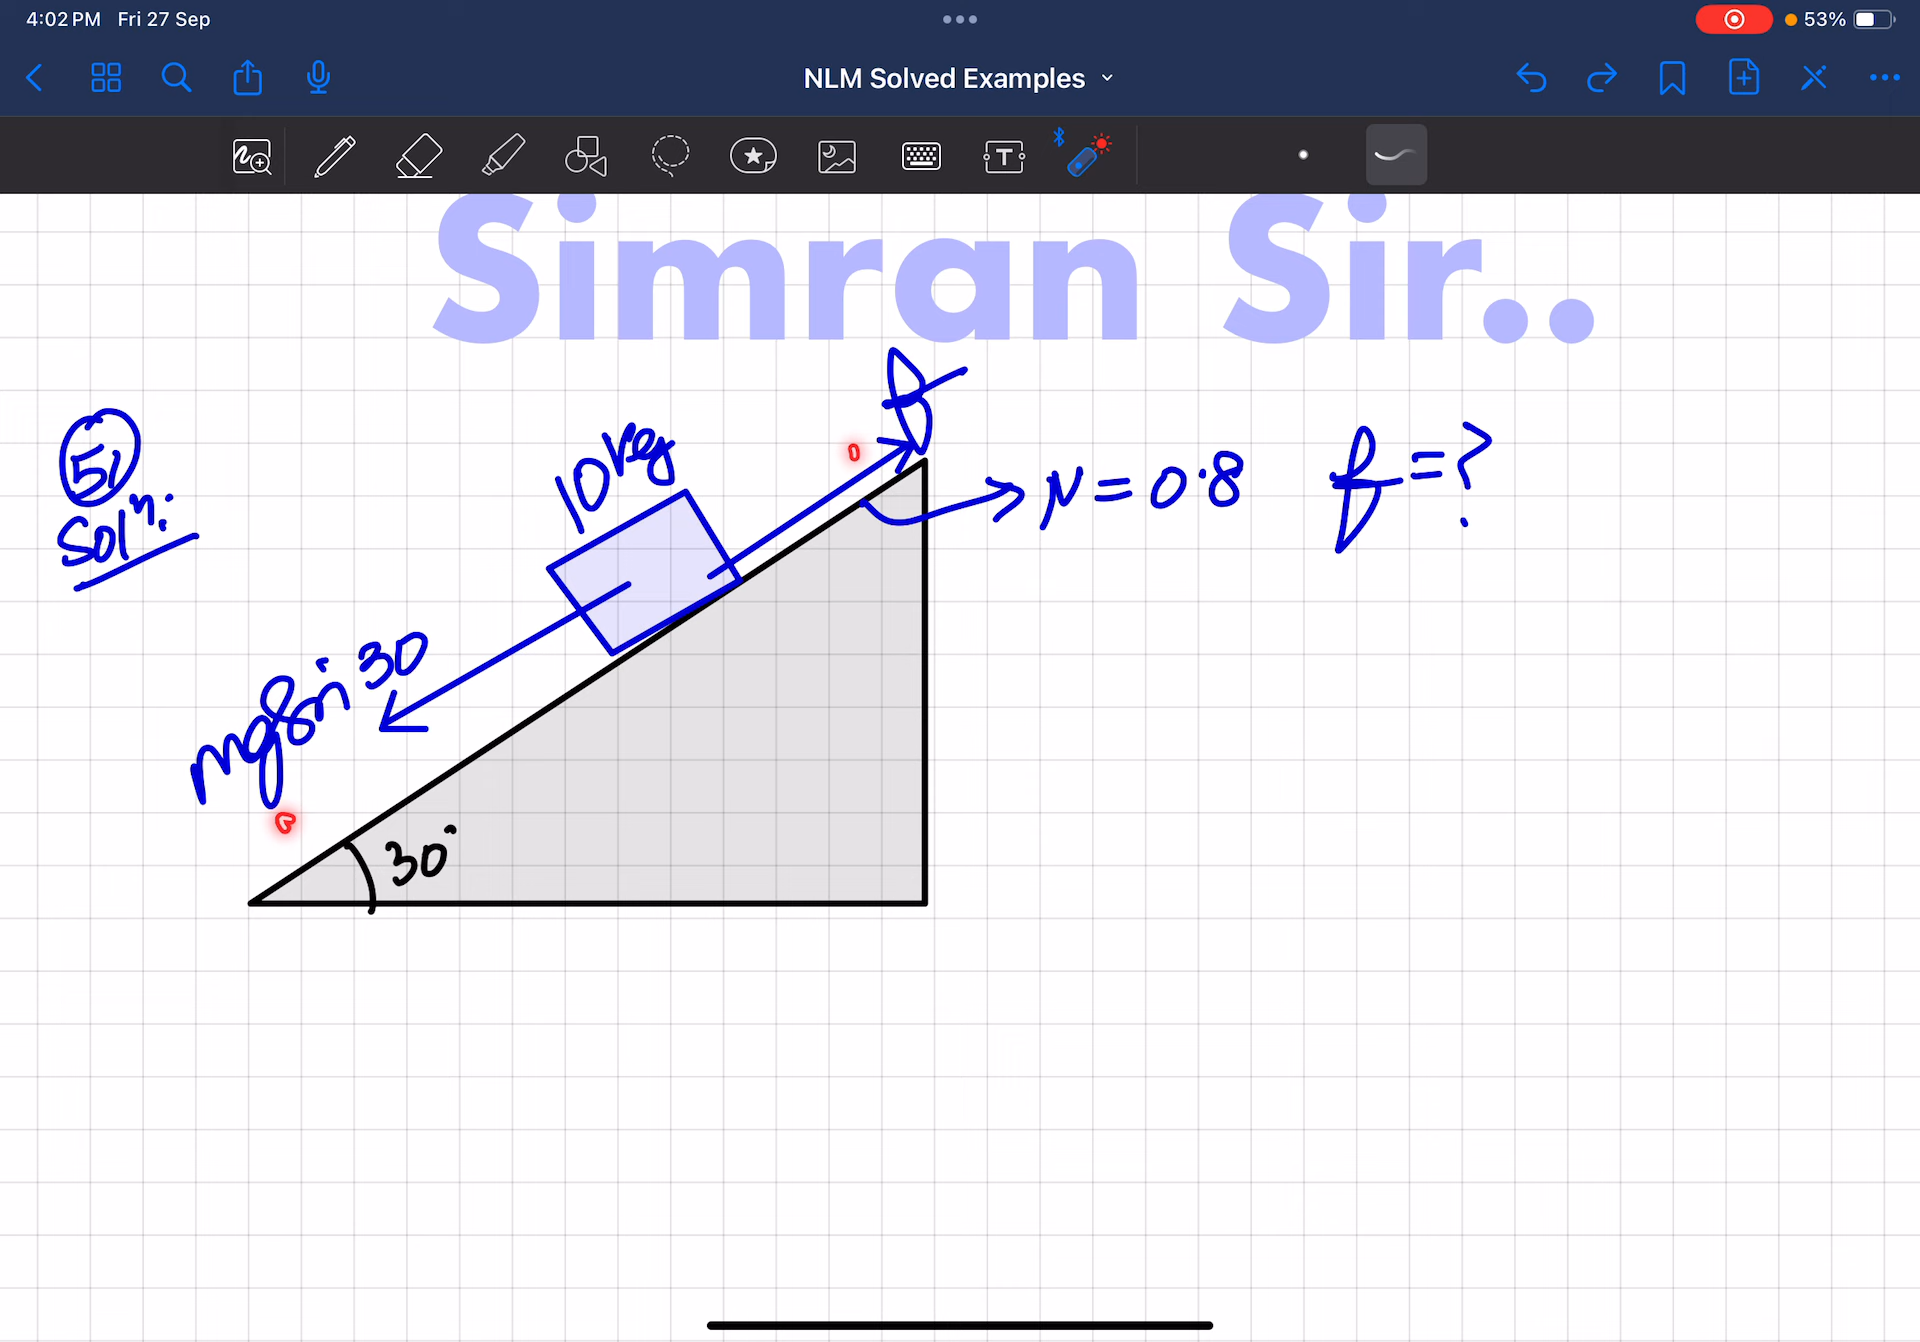 4:02 PM Fri 27 Sep
53%
NLM Solved Examples
T
Simran Sir..
5)
Solⁿ:
10kg
f
μ = 0.8
f = ?
mg sin 30
30°